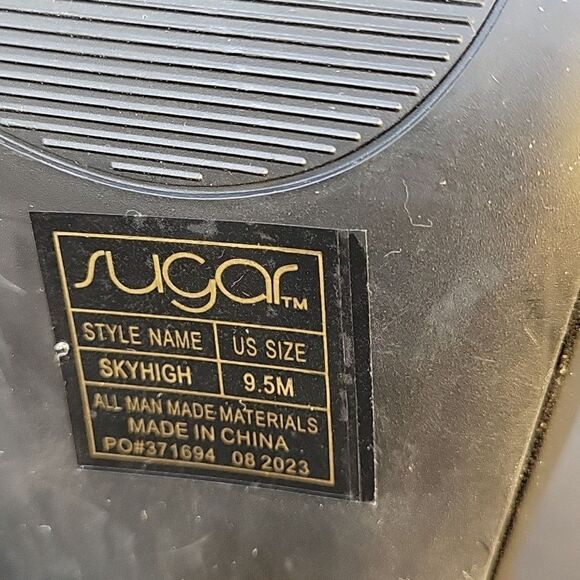 sugar™
STYLE NAME US SIZE
SKYHIGH 9.5M
ALL MAN MADE MATERIALS
MADE IN CHINA
PO#371694 08 2023